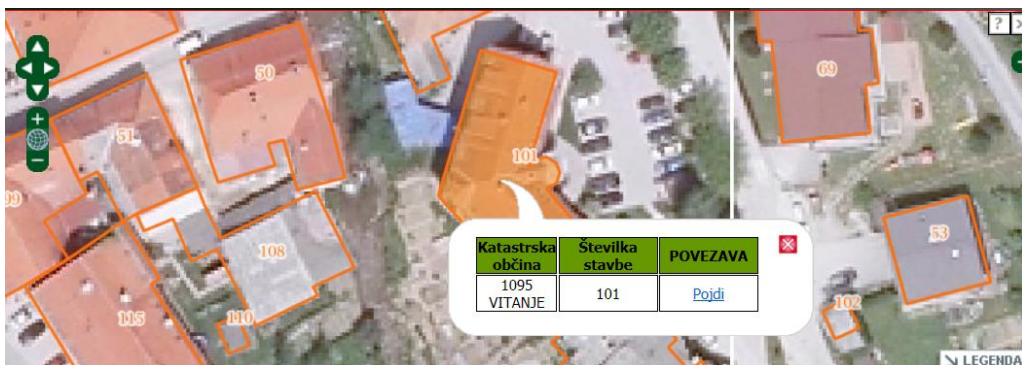 50
51
99
108
110
115
101
69
53
102
Katastrska
občina
Številka
stavbe
POVEZAVA
1095
VITANJE
101
Pojdi
LEGENDA
?